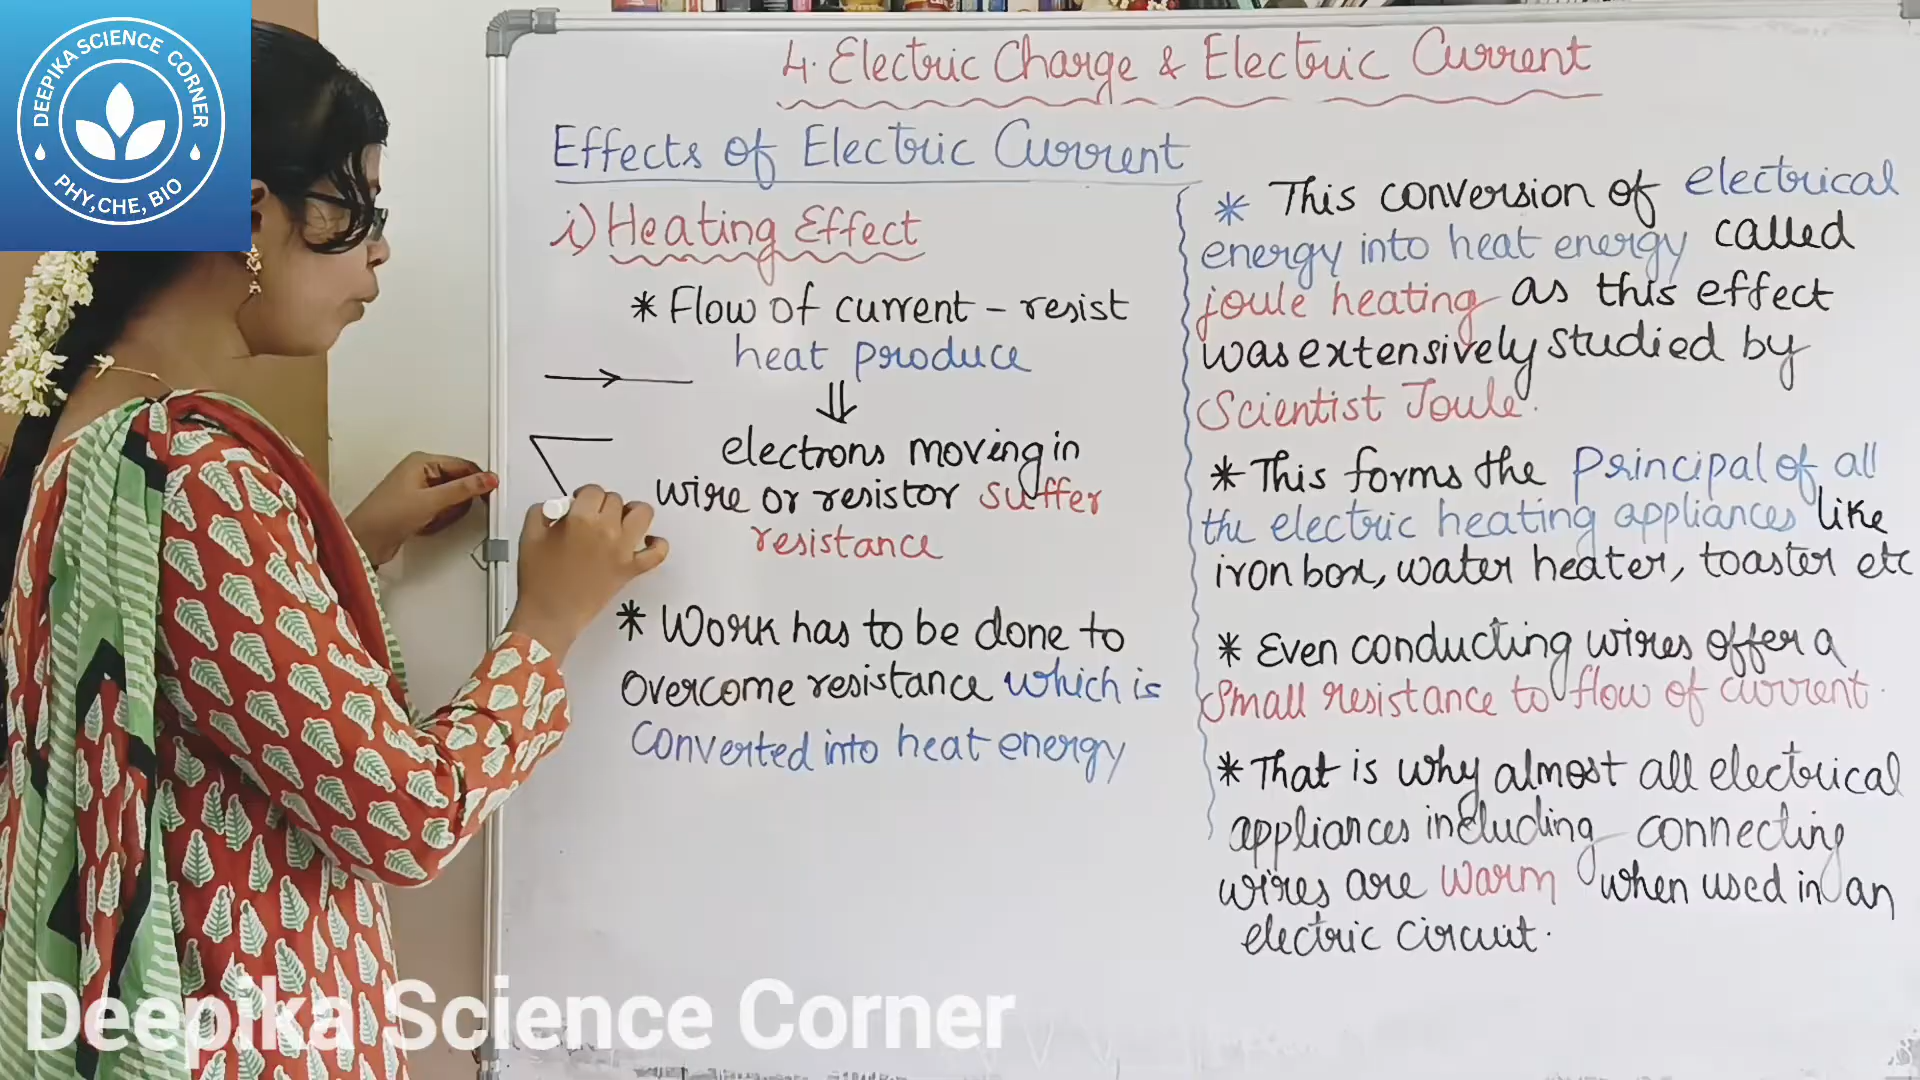 DEEPIKA SCIENCE CORNER
PHY,CHE, BIO
4. Electric Charge & Electric Current
Effects of Electric Current
i) Heating Effect
* Flow of current - resist
heat produce
⇓
electrons moving in
wire or resistor suffer
resistance
* Work has to be done to
overcome resistance which is
converted into heat energy
* This conversion of electrical
energy into heat energy called
joule heating as this effect
was extensively studied by
Scientist Joule.
* This forms the Principal of all
the electric heating appliances like
iron box, water heater, toaster etc
* Even conducting wires offer a
small resistance to flow of current.
* That is why almost all electrical
appliances including connecting
wires are warm when used in an
electric circuit.
Deepika Science Corner